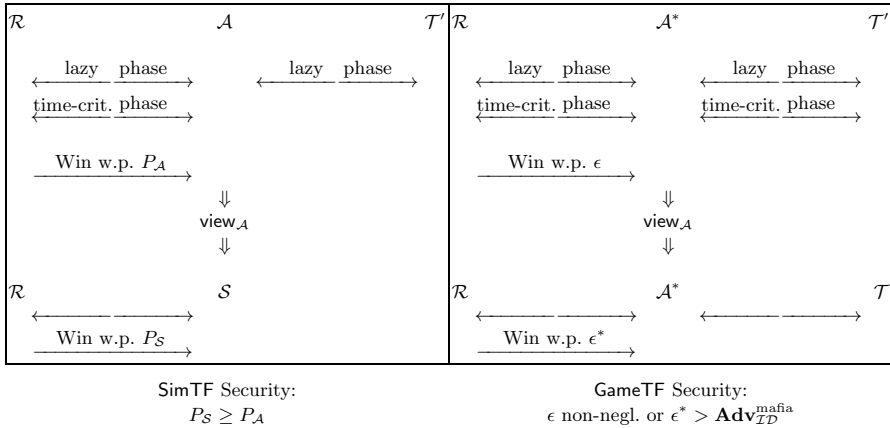 R A T′ R A* T′
lazy phase lazy phase lazy phase lazy phase
time-crit. phase time-crit. phase time-crit. phase
Win w.p. P_A Win w.p. ϵ
⇓ ⇓
view_A view_A
⇓ ⇓
R S R A* T
Win w.p. P_S Win w.p. ϵ*
SimTF Security: GameTF Security:
P_S ≥ P_A ϵ non-negl. or ϵ* > Adv^mafia_ID